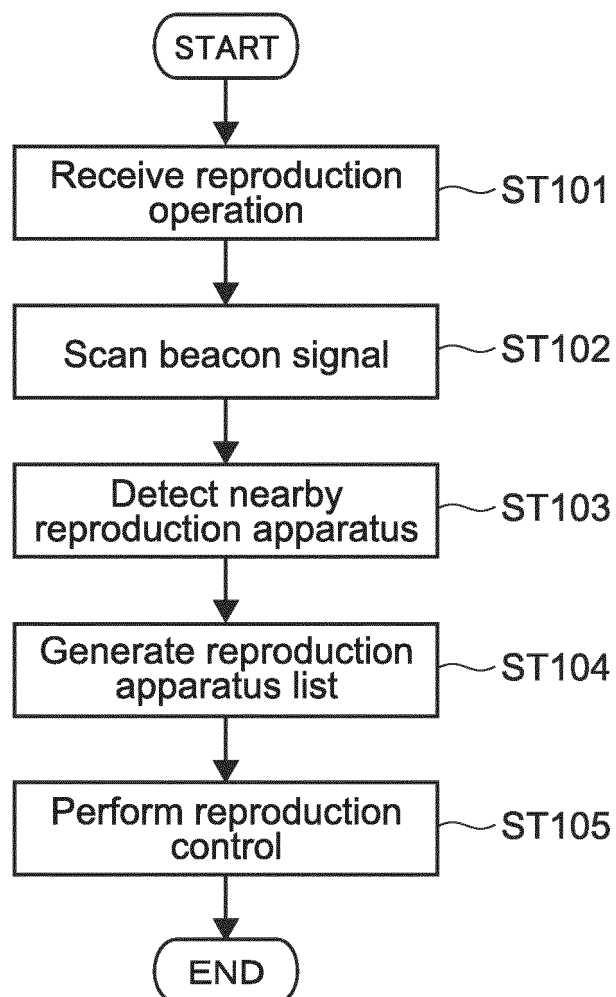 START
Receive reproduction
operation
ST101
Scan beacon signal
ST102
Detect nearby
reproduction apparatus
ST103
Generate reproduction
apparatus list
ST104
Perform reproduction
control
ST105
END